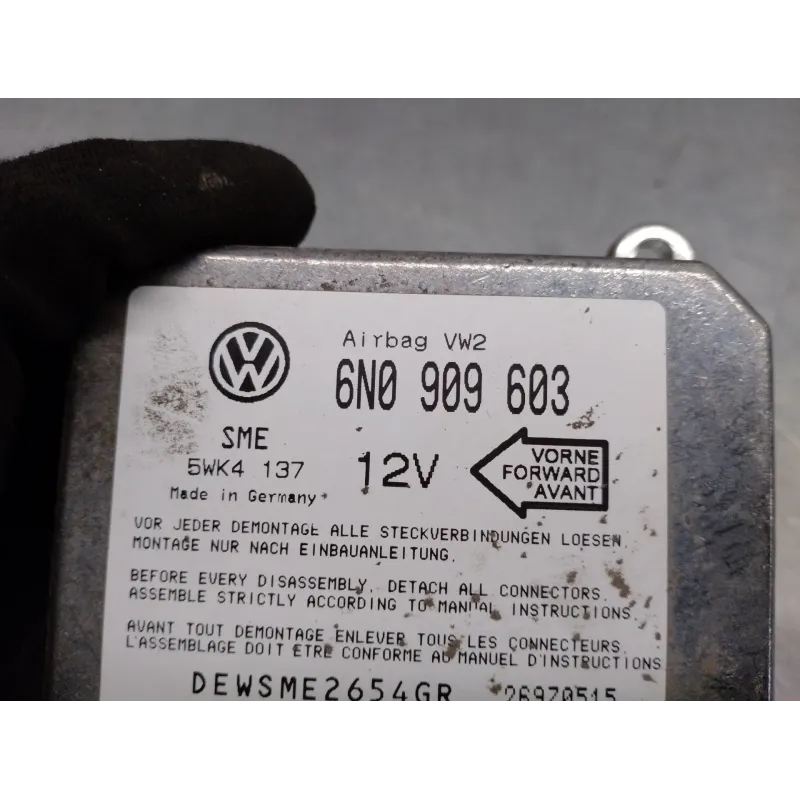 Airbag VW2
6N0 909 603
SME
5WK4 137
Made in Germany
12V
VORNE
FORWARD
AVANT
VOR JEDER DEMONTAGE ALLE STECKVERBINDUNGEN LOESEN.
MONTAGE NUR NACH EINBAUANLEITUNG.
BEFORE EVERY DISASSEMBLY, DETACH ALL CONNECTORS.
ASSEMBLE STRICTLY ACCORDING TO MANUAL INSTRUCTIONS
AVANT TOUT DEMONTAGE ENLEVER TOUS LES CONNECTEURS.
L'ASSEMBLAGE DOIT ETRE CONFORME AU MANUEL D'INSTRUCTIONS
DEWSME2654GR 26970515